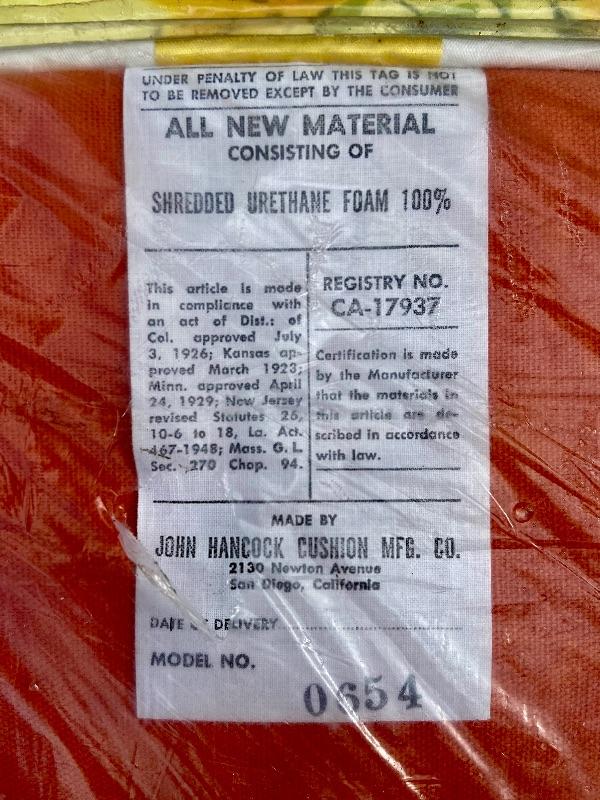 UNDER PENALTY OF LAW THIS TAG IS NOT
TO BE REMOVED EXCEPT BY THE CONSUMER
ALL NEW MATERIAL
CONSISTING OF
SHREDDED URETHANE FOAM 100%
This article is made
in compliance with
an act of Dist.: of
Col. approved July
3, 1926; Kansas ap-
proved March 1923;
Minn. approved April
24, 1929; New Jersey
revised Statutes 26,
10-6 to 18, La. Act.
467-1948; Mass. G. L.
Sec. 270 Chap. 94.
REGISTRY NO.
CA-17937
Certification is made
by the Manufacturer
that the materials in
this article are de-
scribed in accordance
with law.
MADE BY
JOHN HANCOCK CUSHION MFG. CO.
2130 Newton Avenue
San Diego, California
DATE OF DELIVERY
MODEL NO.
0654